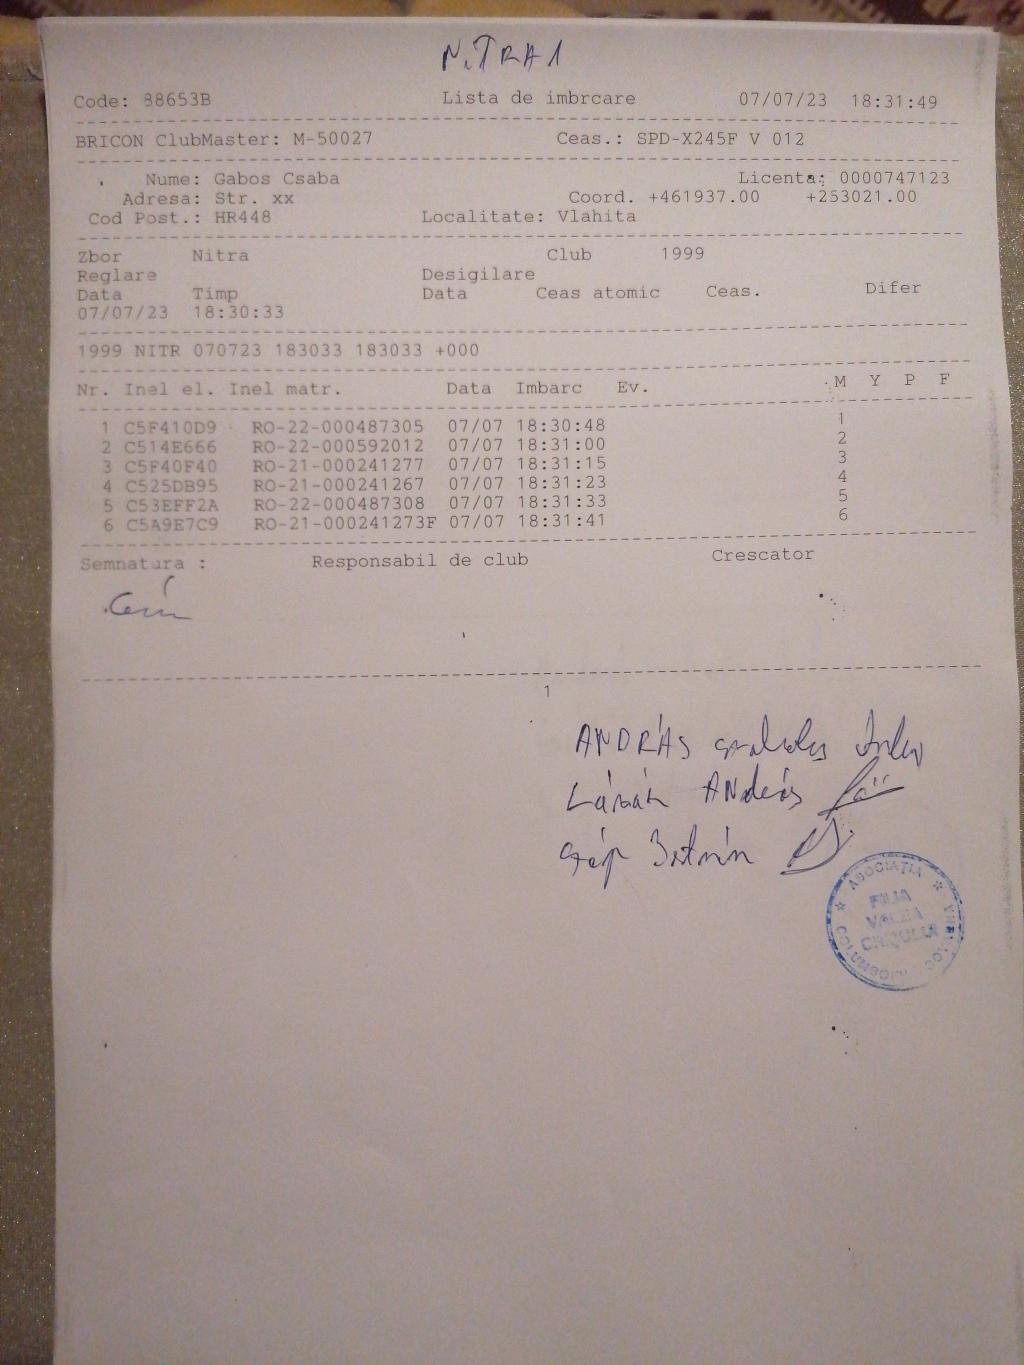 NITRA 1
Code: 88653B Lista de imbrcare 07/07/23 18:31:49
BRICON ClubMaster: M-50027 Ceas.: SPD-X245F V 012
Nume: Gabos Csaba Licenta: 0000747123
Adresa: Str. xx Coord. +461937.00 +253021.00
Cod Post.: HR448 Localitate: Vlahita
Zbor Nitra Club 1999
Reglare Desigilare
Data Timp Data Ceas atomic Ceas. Difer
07/07/23 18:30:33
1999 NITR 070723 183033 183033 +000
Nr. Inel el. Inel matr. Data Imbarc Ev. M Y P F
1 C5F410D9 RO-22-000487305 07/07 18:30:48 1
2 C514E666 RO-22-000592012 07/07 18:31:00 2
3 C5F40F40 RO-21-000241277 07/07 18:31:15 3
4 C525DB95 RO-21-000241267 07/07 18:31:23 4
5 C53EFF2A RO-22-000487308 07/07 18:31:33 5
6 C5A9E7C9 RO-21-000241273F 07/07 18:31:41 6
Semnatura : Responsabil de club Crescator
1
ANDRÁS
András
ASOCIAȚIA
FILIA
VALEA